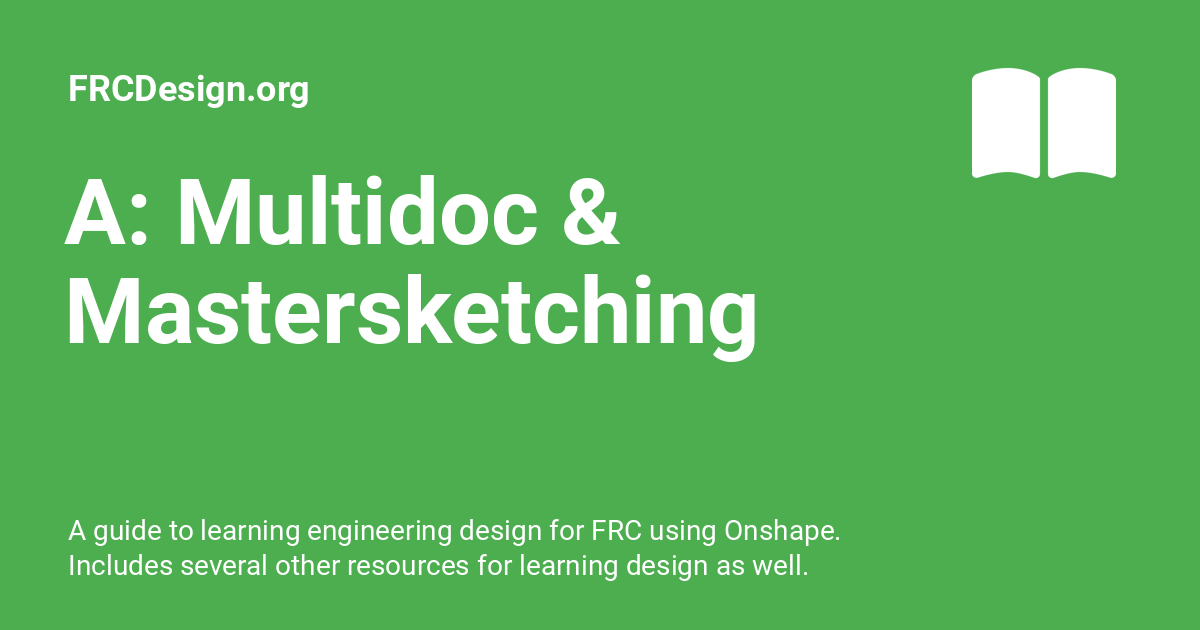 FRCDesign.org
A: Multidoc &
Mastersketching
A guide to learning engineering design for FRC using Onshape.
Includes several other resources for learning design as well.